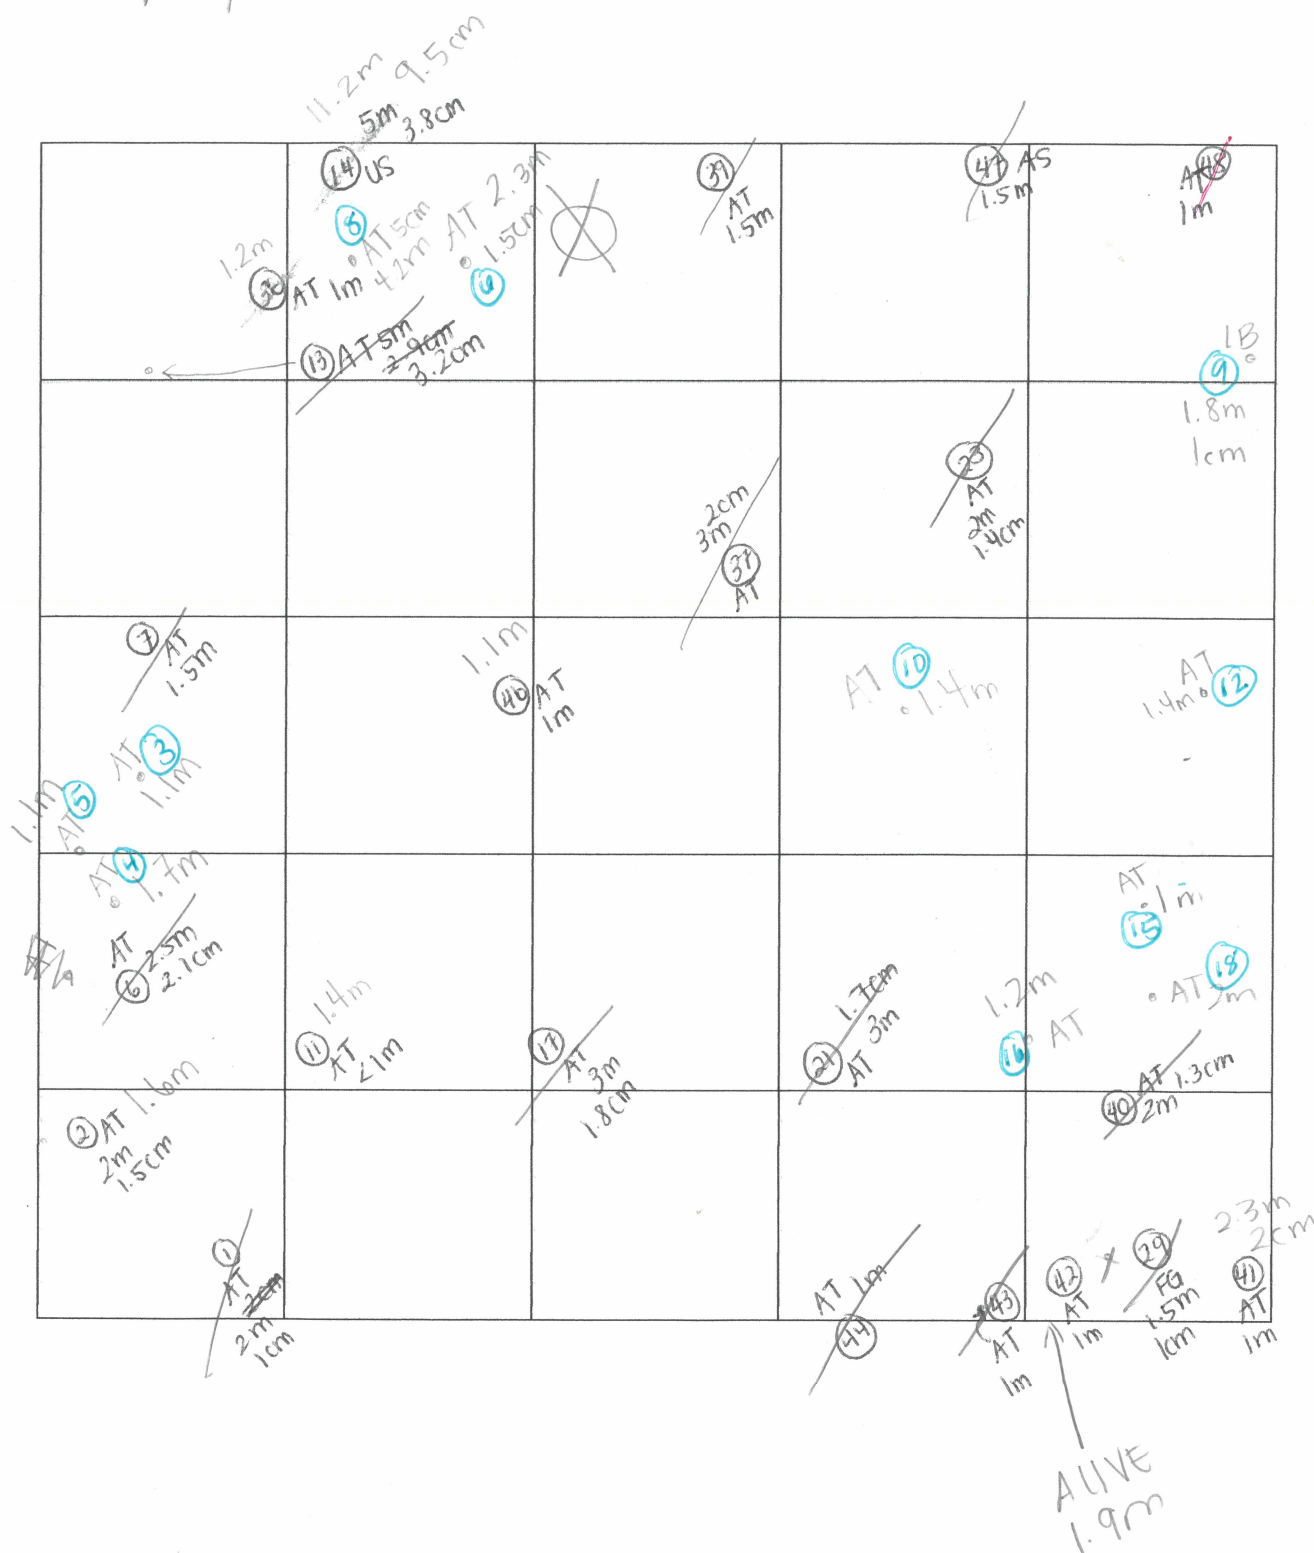 11.2m 9.5cm
5m 3.8cm
14 US
8
AT 5cm
4.2m
AT 2.3m
1.5cm
6
1.2m
AT 1m
13 AT 5m
2.9cm
3.2cm
39
AT
1.5m
47 AS
1.5m
48
AT
1m
1B
9
1.8m
1cm
23
AT
2m
1.4cm
2cm
3m
37
AT
7 AT
1.5m
1.1m
40 AT
1m
AT 10
1.4m
AT
1.4m 12
AT 3
1.1m
1.1m 5
AT
AT 4
1.7m
AT 2.5m
6 2.1cm
1.4m
11 AT
<1m
17 AT
3m
1.8cm
1.7cm
3m
21 AT
1.2m
16 AT
AT
1m
15
18
AT 2m
40 AT 1.3cm
2m
2 AT 1.6m
2m
1.5cm
1
AT 2cm
2m
1cm
AT 1m
44
43
AT
1m
42
AT
1m
29
FG
1.5m
1cm
2.3m
2cm
41
AT
1m
ALIVE
1.9m